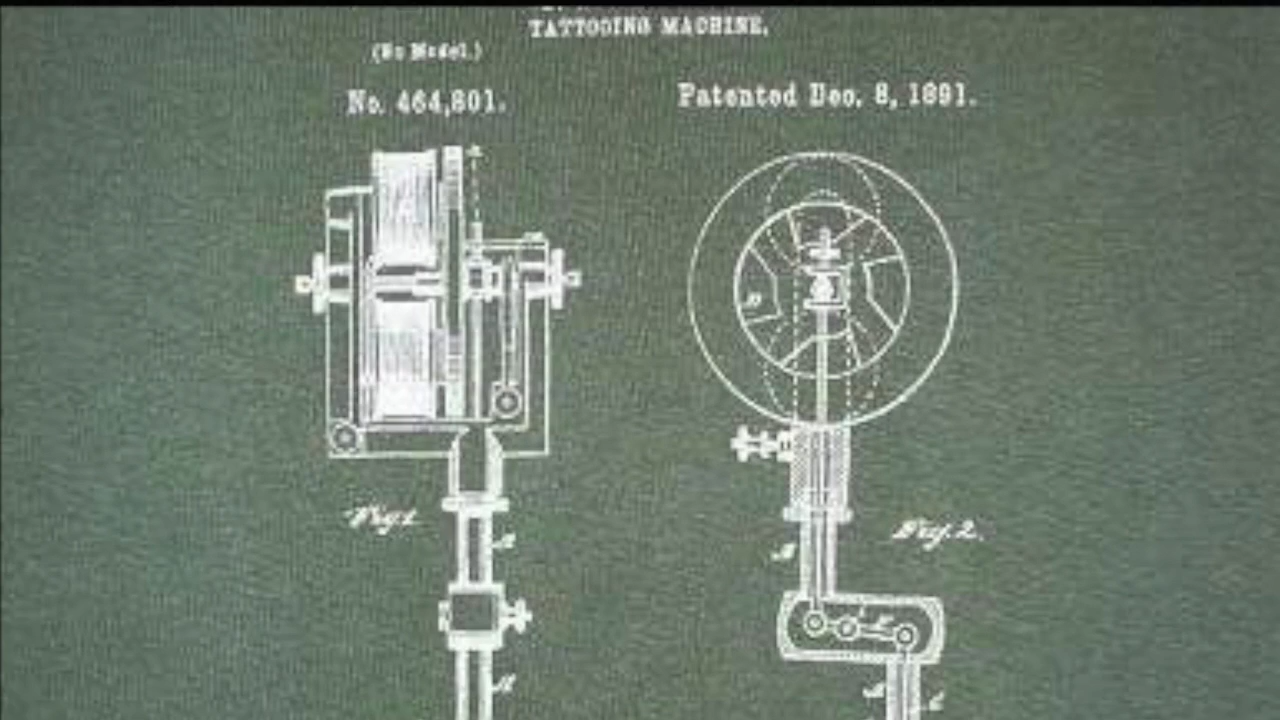 TATTOOING MACHINE.
(No Model.)
No. 464,801.
Patented Dec. 8, 1891.
Fig. 1
Fig. 2.